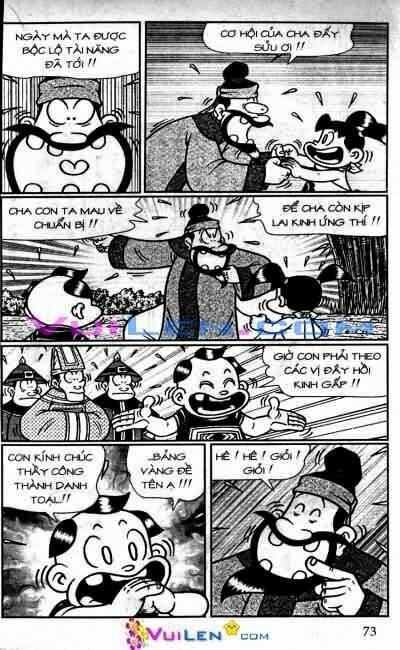 NGÀY MÀ TA ĐƯỢC
BỘC LỘ TÀI NĂNG
ĐÃ TỚI !!
CƠ HỘI CỦA CHA ĐẤY
SỬU ƠI !!
CHA CON TA MAU VỀ
CHUẨN BỊ !!
ĐỂ CHA CÒN KỊP
LAI KINH ỨNG THÍ !!
VUILEN.COM
GIỜ CON PHẢI THEO
CÁC VỊ ĐÂY HỒI
KINH GẤP !!
CON KÍNH CHÚC
THẦY CÔNG
THÀNH DANH
TOẠI..!!
..BẢNG
VÀNG ĐỀ
TÊN Ạ !!!
HÊ ! HÊ ! GIỎI !
GIỎI !
73
VUILEN.COM